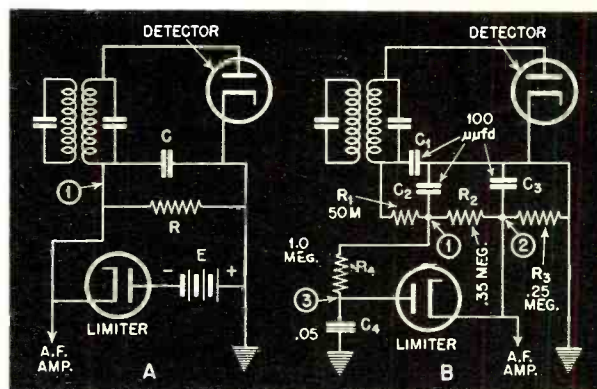 DETECTOR
C
1
R
E
- +
LIMITER
A.F.
AMP.
A
DETECTOR
100
µµfd
C1
C2
C3
R1
50M
R2
1
2
1.0
MEG.
R4
.35 MEG.
R3
.25
MEG.
3
.05
C4
LIMITER
A.F.
AMP.
B